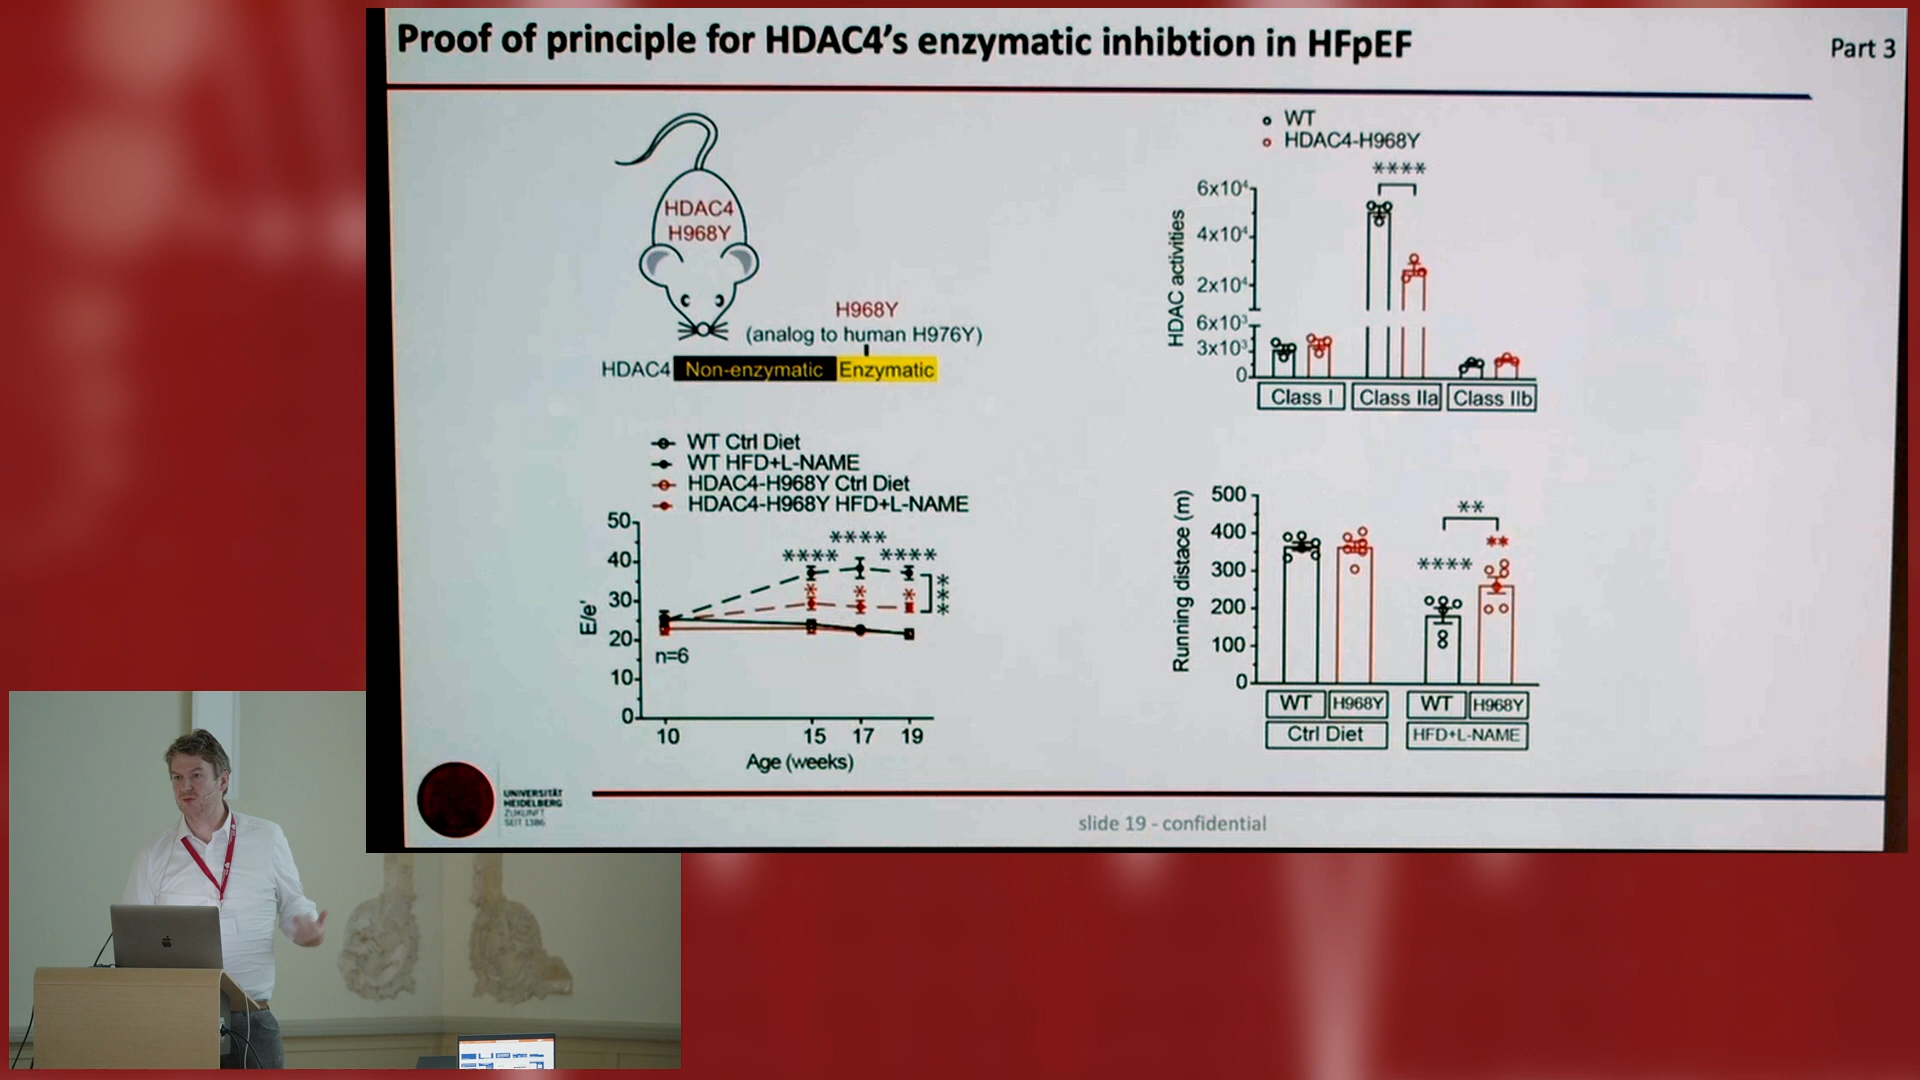 Proof of principle for HDAC4's enzymatic inhibtion in HFpEF
Part 3
HDAC4
H968Y
H968Y
(analog to human H976Y)
HDAC4 Non-enzymatic Enzymatic
WT
HDAC4-H968Y
****
HDAC activities
6x10⁴
4x10⁴
2x10⁴
6x10³
3x10³
0
Class I Class IIa Class IIb
WT Ctrl Diet
WT HFD+L-NAME
HDAC4-H968Y Ctrl Diet
HDAC4-H968Y HFD+L-NAME
E/e'
50
40
30
20
10
0
****
**** ****
* * *
***
n=6
10 15 17 19
Age (weeks)
Running distace (m)
500
400
300
200
100
0
**
**
****
WT H968Y WT H968Y
Ctrl Diet HFD+L-NAME
UNIVERSITÄT
HEIDELBERG
ZUKUNFT
SEIT 1386
slide 19 - confidential